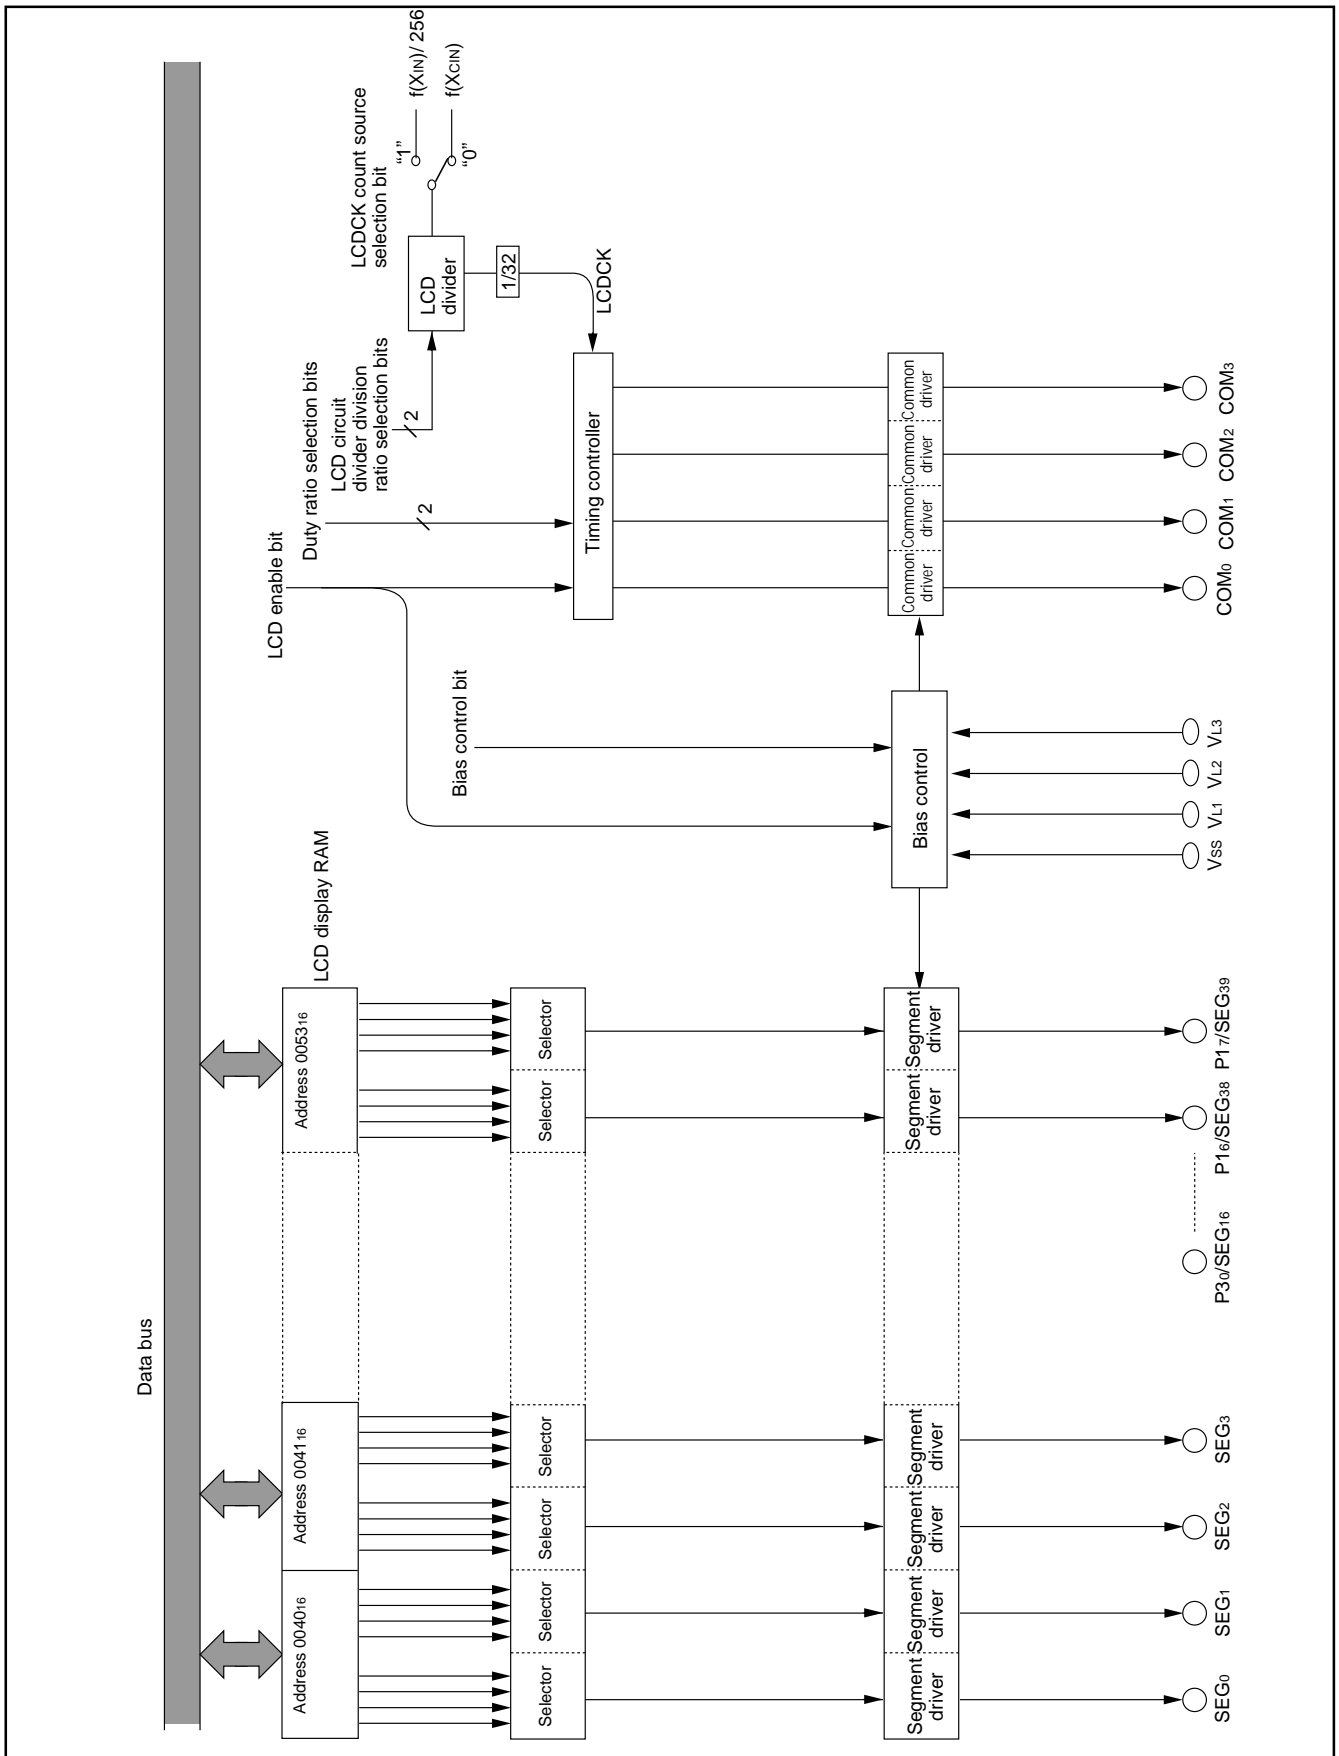 Data bus
LCD enable bit
Duty ratio selection bits
LCD circuit
divider division
ratio selection bits
2
2
LCDCK count source
selection bit
“1”
“0”
f(XIN)/ 256
f(XCIN)
LCD
divider
1/32
LCDCK
Bias control bit
LCD display RAM
Address 004016
Address 004116
Address 005316
Selector
Selector
Selector
Selector
Selector
Selector
Timing controller
Bias control
Segment
driver
Segment
driver
Segment
driver
Segment
driver
Segment
driver
Segment
driver
Common
driver
Common
driver
Common
driver
Common
driver
SEG0
SEG1
SEG2
SEG3
P30/SEG16
P16/SEG38
P17/SEG39
VSS
VL1
VL2
VL3
COM0
COM1
COM2
COM3